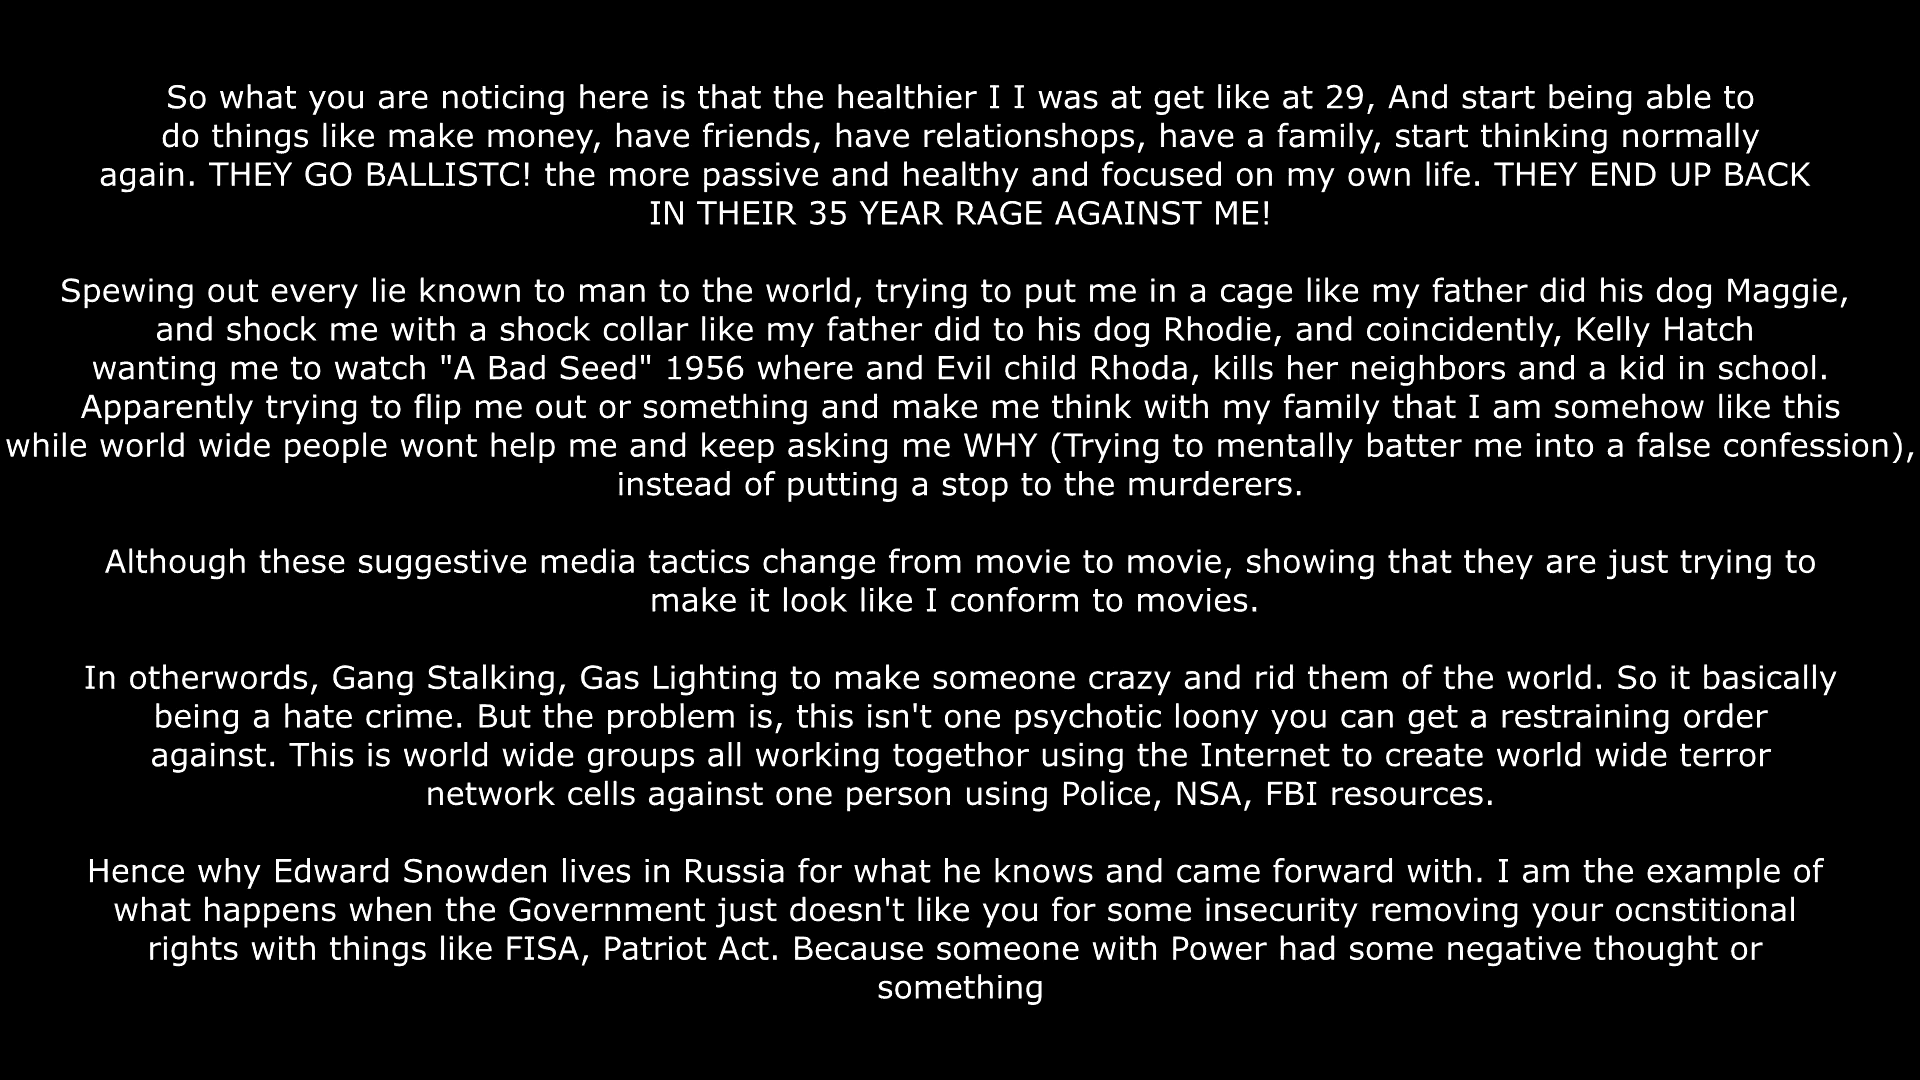 So what you are noticing here is that the healthier I I was at get like at 29, And start being able to
do things like make money, have friends, have relationshops, have a family, start thinking normally
again. THEY GO BALLISTC! the more passive and healthy and focused on my own life. THEY END UP BACK
IN THEIR 35 YEAR RAGE AGAINST ME!
Spewing out every lie known to man to the world, trying to put me in a cage like my father did his dog Maggie,
and shock me with a shock collar like my father did to his dog Rhodie, and coincidently, Kelly Hatch
wanting me to watch "A Bad Seed" 1956 where and Evil child Rhoda, kills her neighbors and a kid in school.
Apparently trying to flip me out or something and make me think with my family that I am somehow like this
while world wide people wont help me and keep asking me WHY (Trying to mentally batter me into a false confession),
instead of putting a stop to the murderers.
Although these suggestive media tactics change from movie to movie, showing that they are just trying to
make it look like I conform to movies.
In otherwords, Gang Stalking, Gas Lighting to make someone crazy and rid them of the world. So it basically
being a hate crime. But the problem is, this isn't one psychotic loony you can get a restraining order
against. This is world wide groups all working togethor using the Internet to create world wide terror
network cells against one person using Police, NSA, FBI resources.
Hence why Edward Snowden lives in Russia for what he knows and came forward with. I am the example of
what happens when the Government just doesn't like you for some insecurity removing your ocnstitional
rights with things like FISA, Patriot Act. Because someone with Power had some negative thought or
something